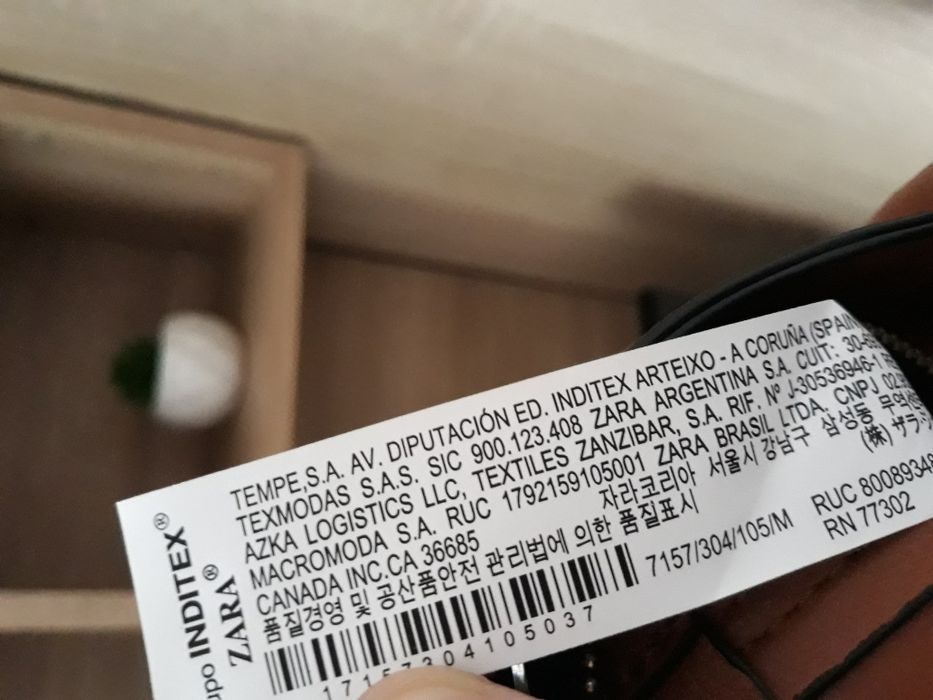 INDITEX®
ZARA®
TEMPE,S.A. AV. DIPUTACIÓN ED. INDITEX ARTEIXO - A CORUÑA (SPAIN
TEXMODAS S.A.S. SIC 900.123.408 ZARA ARGENTINA S.A. CUIT:
AZKA LOGISTICS LLC, TEXTILES ZANZIBAR, S.A. RIF. Nº J-30536946-1
MACROMODA S.A. RUC 1792159105001 ZARA BRASIL LTDA. CNPJ
CANADA INC.CA 36685 자라코리아 서울시 강남구 삼성동
품질경영 및 공산품안전 관리법에 의한 품질표시 (株)
7157/304/105/M
RUC 8008934
RN 77302
17157304105037